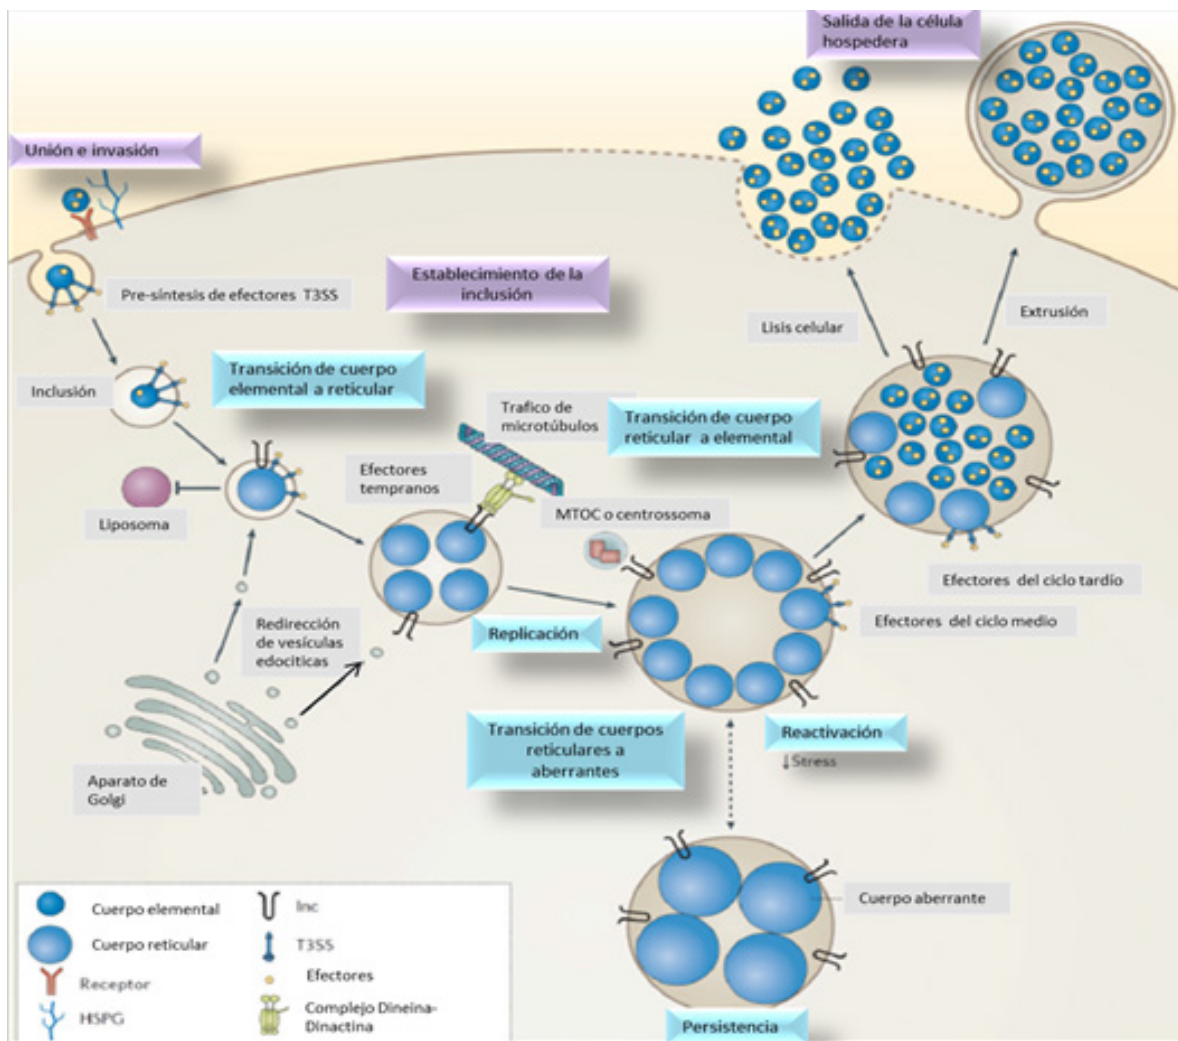 Salida de la célula
hospedera
Unión e invasión
Pre-síntesis de efectores T3SS
Establecimiento de la
inclusión
Lisis celular
Extrusión
Inclusión
Transición de cuerpo
elemental a reticular
Trafico de
microtúbulos
Transición de cuerpo
reticular a elemental
Efectores
tempranos
Liposoma
MTOC o centrossoma
Efectores del ciclo tardío
Efectores del ciclo medio
Redirección
de vesículas
edociticas
Replicación
Transición de cuerpos
reticulares a
aberrantes
Reactivación
↓Stress
Aparato de
Golgi
Cuerpo aberrante
Persistencia
Cuerpo elemental
Cuerpo reticular
Receptor
HSPG
Inc
T3SS
Efectores
Complejo Dineina-
Dinactina